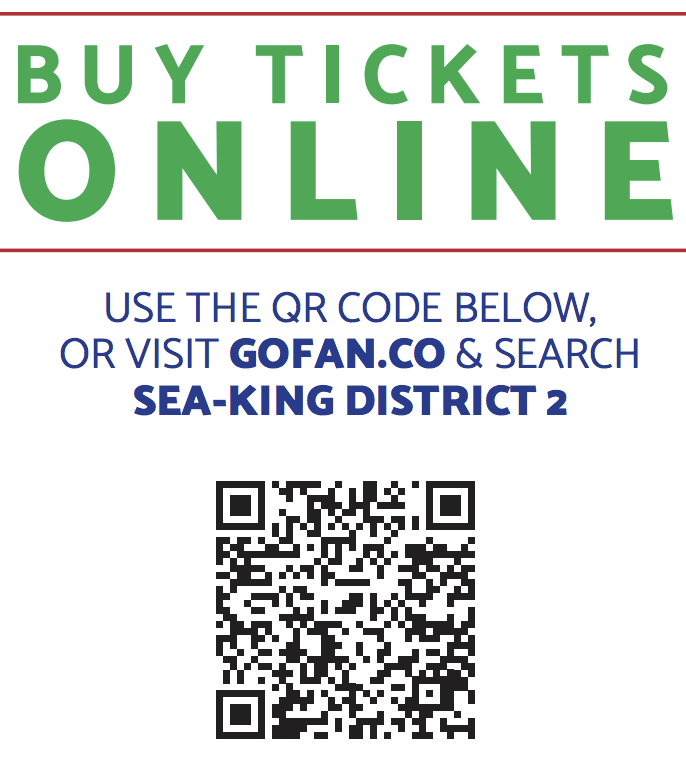 BUY TICKETS
ONLINE
USE THE QR CODE BELOW,
OR VISIT GOFAN.CO & SEARCH
SEA-KING DISTRICT 2